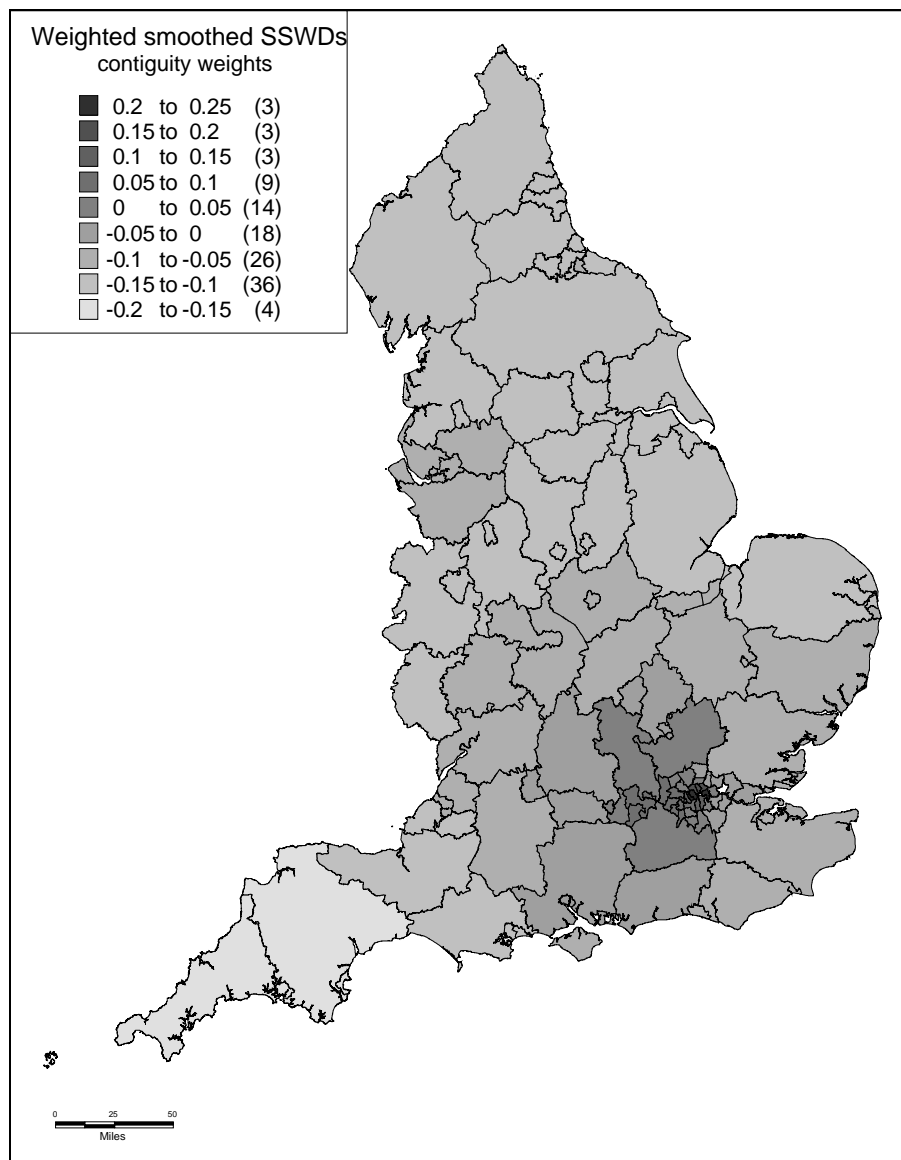 Weighted smoothed SSWDs
contiguity weights
0.2 to 0.25 (3)
0.15 to 0.2 (3)
0.1 to 0.15 (3)
0.05 to 0.1 (9)
0 to 0.05 (14)
-0.05 to 0 (18)
-0.1 to -0.05 (26)
-0.15 to -0.1 (36)
-0.2 to -0.15 (4)
0 25 50
Miles